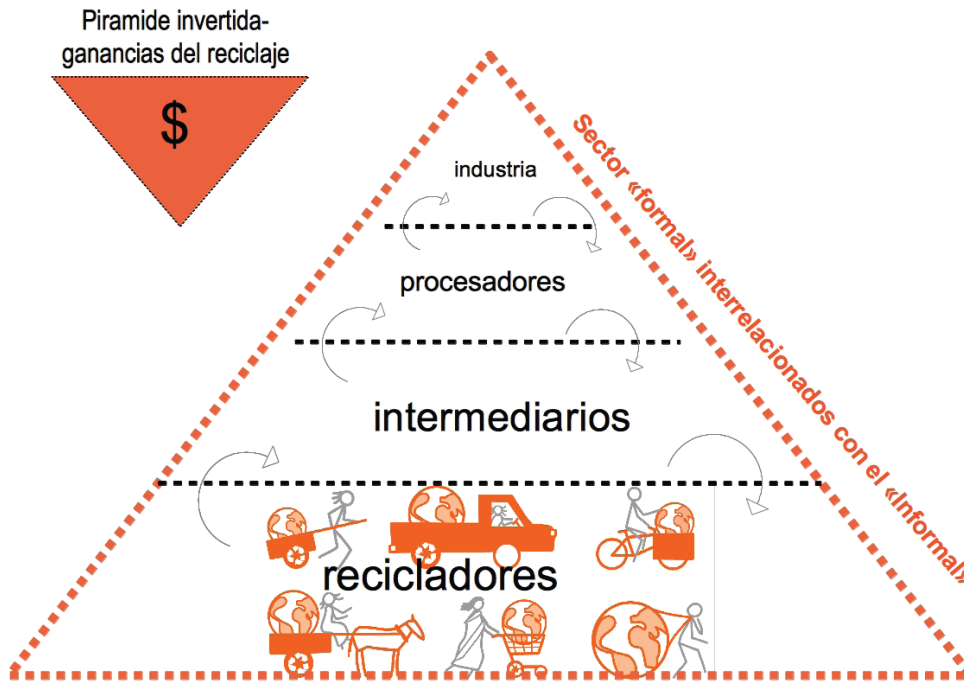 Piramide invertida-
ganancias del reciclaje
$
industria
procesadores
intermediarios
recicladores
Sector «formal» interrelacionados con el «Informal»